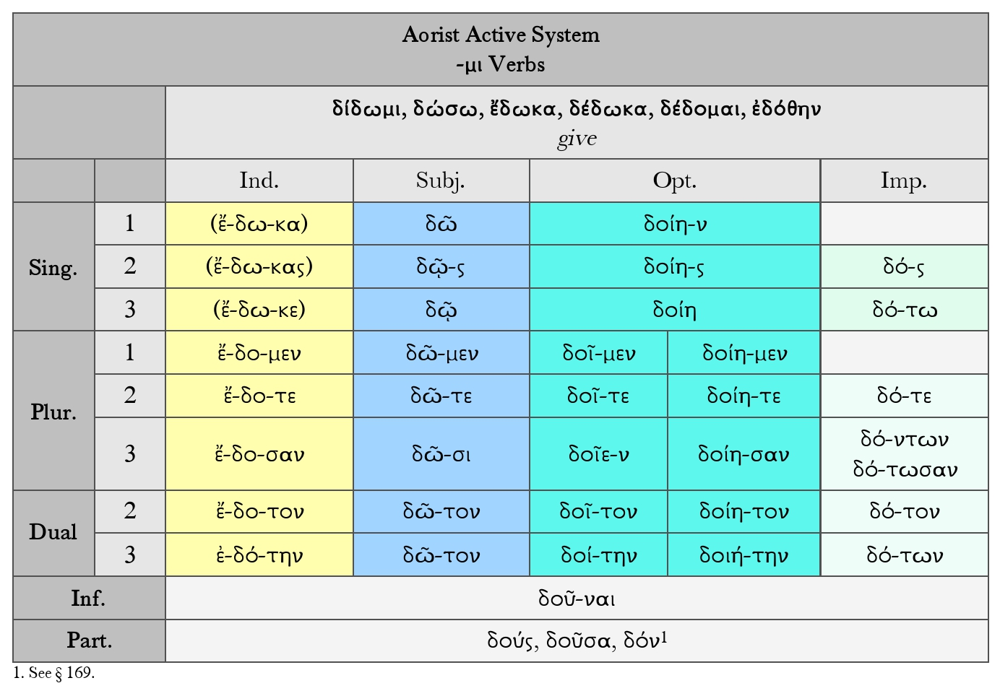 Aorist Active System
-μι Verbs
δίδωμι, δώσω, ἔδωκα, δέδωκα, δέδομαι, ἐδόθην
give
Ind. Subj. Opt. Imp.
Sing.
1 (ἔ-δω-κα) δῶ δοίη-ν
2 (ἔ-δω-κας) δῷ-ς δοίη-ς δό-ς
3 (ἔ-δω-κε) δῷ δοίη δό-τω
Plur.
1 ἔ-δο-μεν δῶ-μεν δοῖ-μεν δοίη-μεν
2 ἔ-δο-τε δῶ-τε δοῖ-τε δοίη-τε δό-τε
3 ἔ-δο-σαν δῶ-σι δοῖε-ν δοίη-σαν δό-ντων
δό-τωσαν
Dual
2 ἔ-δο-τον δῶ-τον δοῖ-τον δοίη-τον δό-τον
3 ἐ-δό-την δῶ-τον δοί-την δοιή-την δό-των
Inf. δοῦ-ναι
Part. δούς, δοῦσα, δόν¹
1. See § 169.